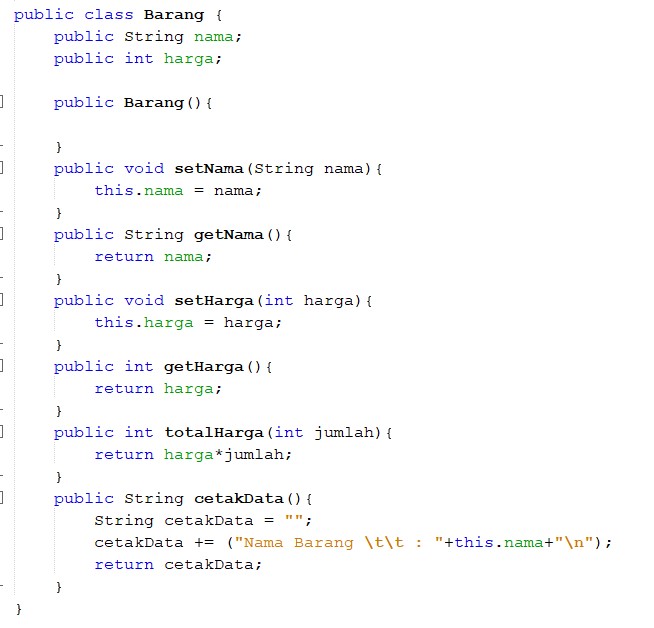 public class Barang {
    public String nama;
    public int harga;

    public Barang(){

    }
    public void setNama(String nama){
        this.nama = nama;
    }
    public String getNama(){
        return nama;
    }
    public void setHarga(int harga){
        this.harga = harga;
    }
    public int getHarga(){
        return harga;
    }
    public int totalHarga(int jumlah){
        return harga*jumlah;
    }
    public String cetakData(){
        String cetakData = "";
        cetakData += ("Nama Barang \t\t : "+this.nama+"\n");
        return cetakData;
    }
}